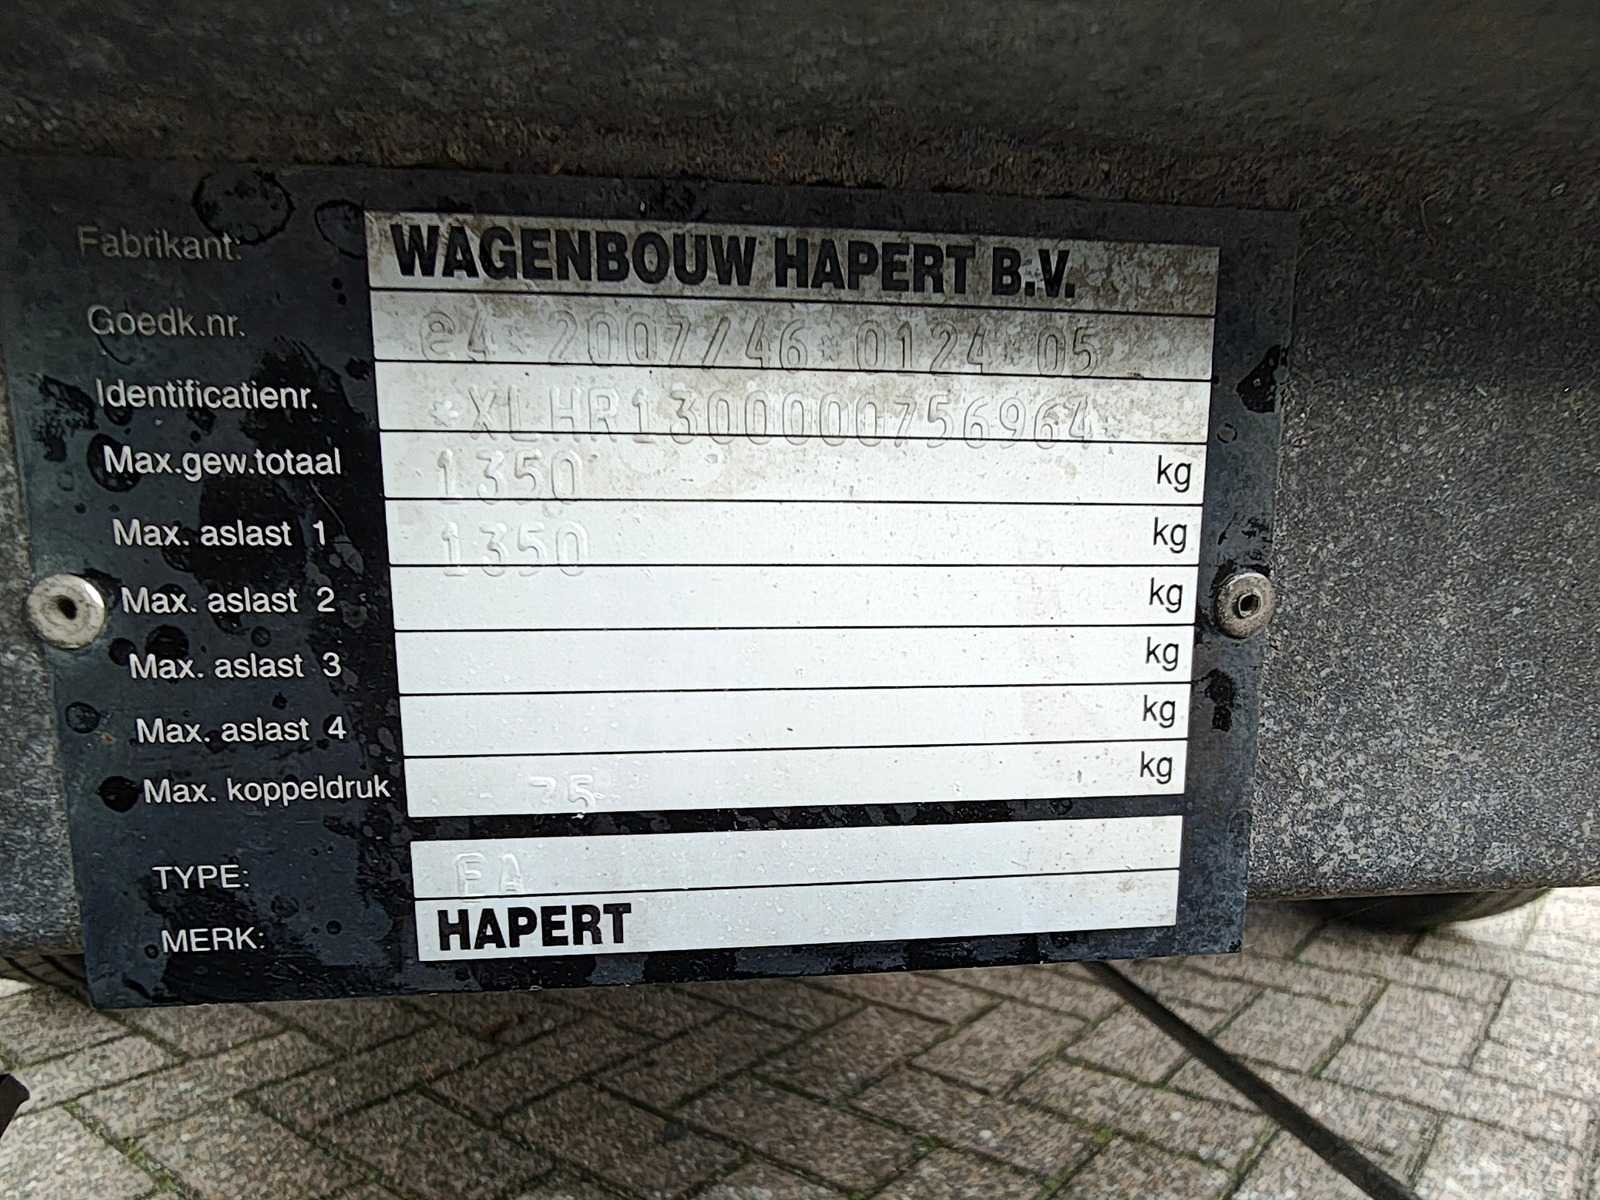 Fabrikant: WAGENBOUW HAPERT B.V.
Goedk.nr. e4*2007/46*0124*05
Identificatienr. *XLHR1300000756964*
Max.gew.totaal 1350 kg
Max. aslast 1 1350 kg
Max. aslast 2 kg
Max. aslast 3 kg
Max. aslast 4 kg
Max. koppeldruk 75 kg
TYPE: EA
MERK: HAPERT